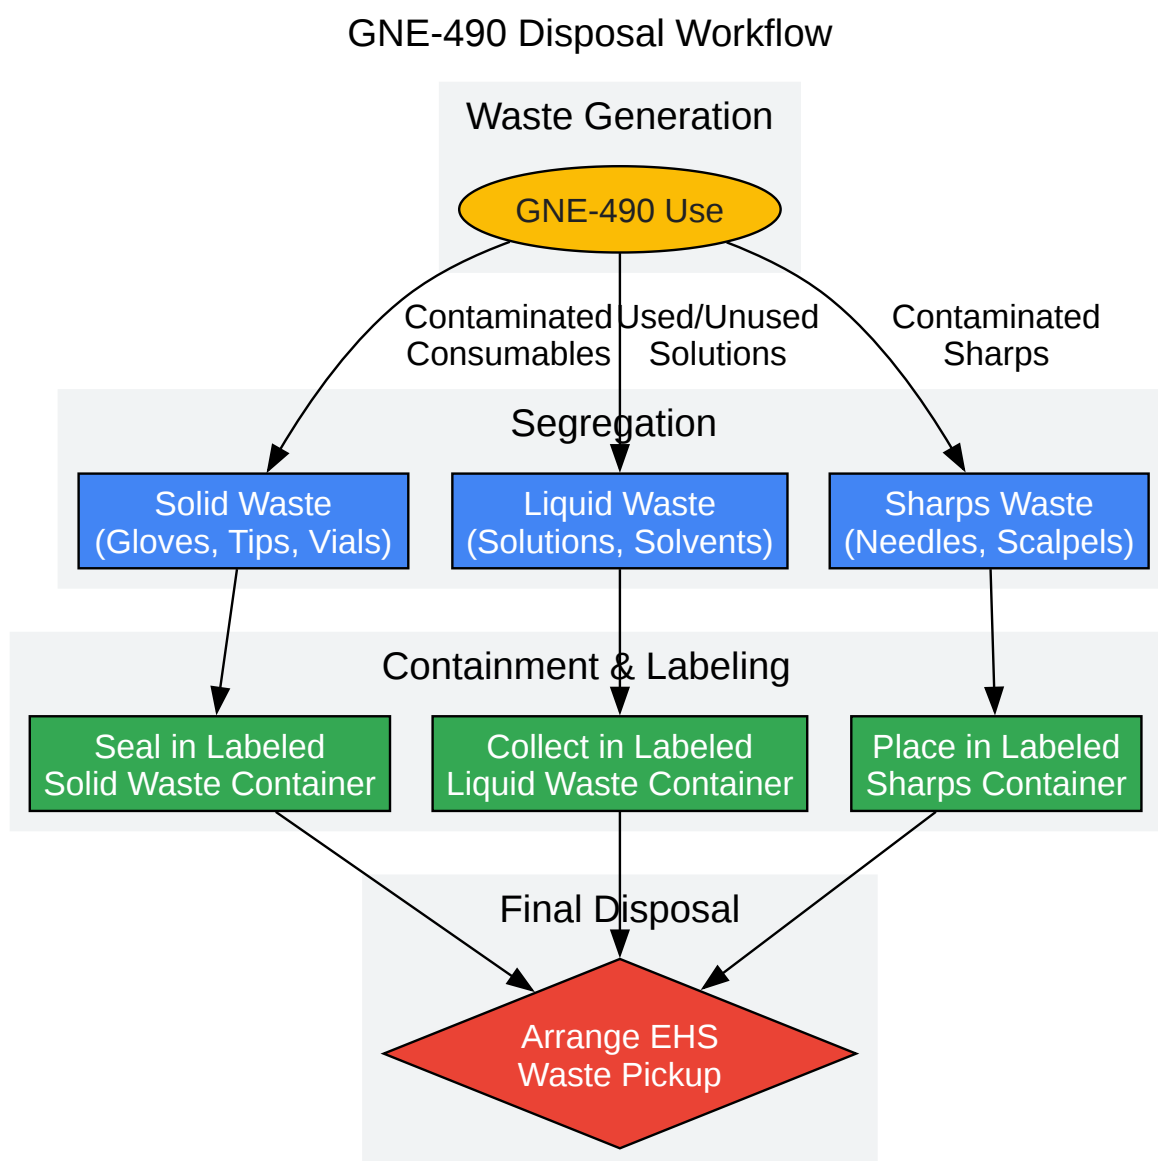 GNE-490 Disposal Workflow
Waste Generation
GNE-490 Use
Contaminated
Consumables
Used/Unused
Solutions
Contaminated
Sharps
Segregation
Solid Waste
(Gloves, Tips, Vials)
Liquid Waste
(Solutions, Solvents)
Sharps Waste
(Needles, Scalpels)
Containment & Labeling
Seal in Labeled
Solid Waste Container
Collect in Labeled
Liquid Waste Container
Place in Labeled
Sharps Container
Final Disposal
Arrange EHS
Waste Pickup